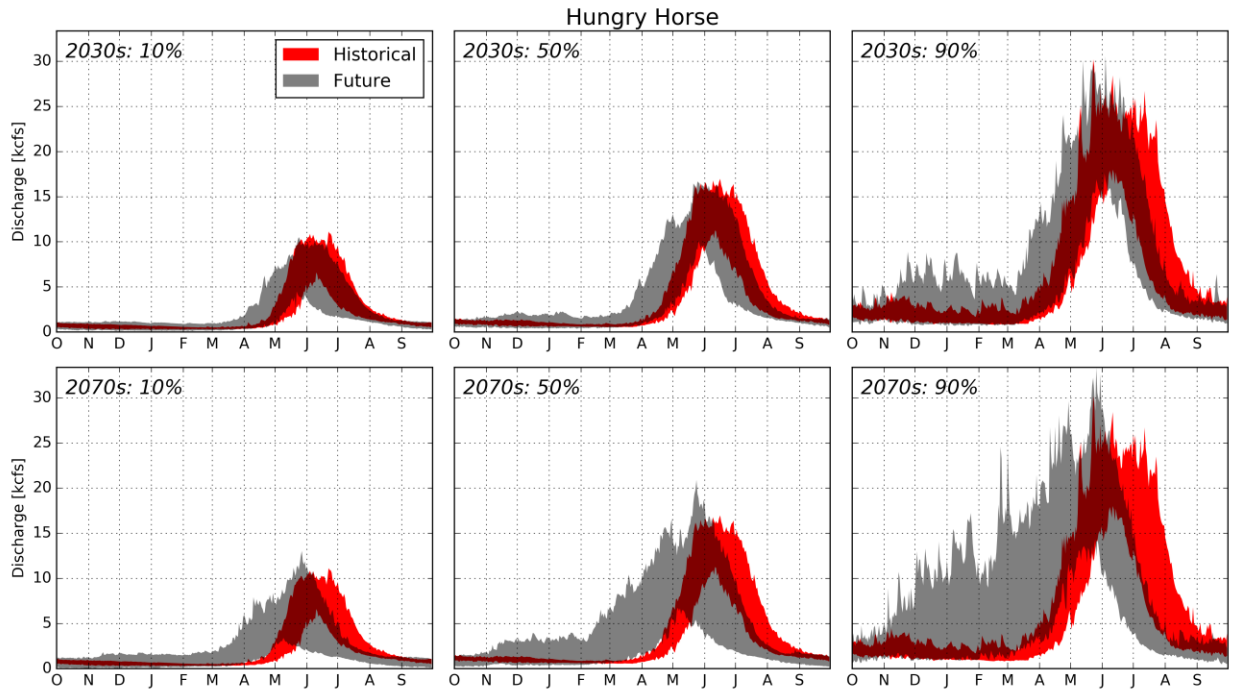 Hungry Horse
2030s: 10%
Historical
Future
Discharge [kcfs]
30
25
20
15
10
5
0
O N D J F M A M J J A S
2030s: 50%
O N D J F M A M J J A S
2030s: 90%
O N D J F M A M J J A S
2070s: 10%
Discharge [kcfs]
30
25
20
15
10
5
0
O N D J F M A M J J A S
2070s: 50%
O N D J F M A M J J A S
2070s: 90%
O N D J F M A M J J A S